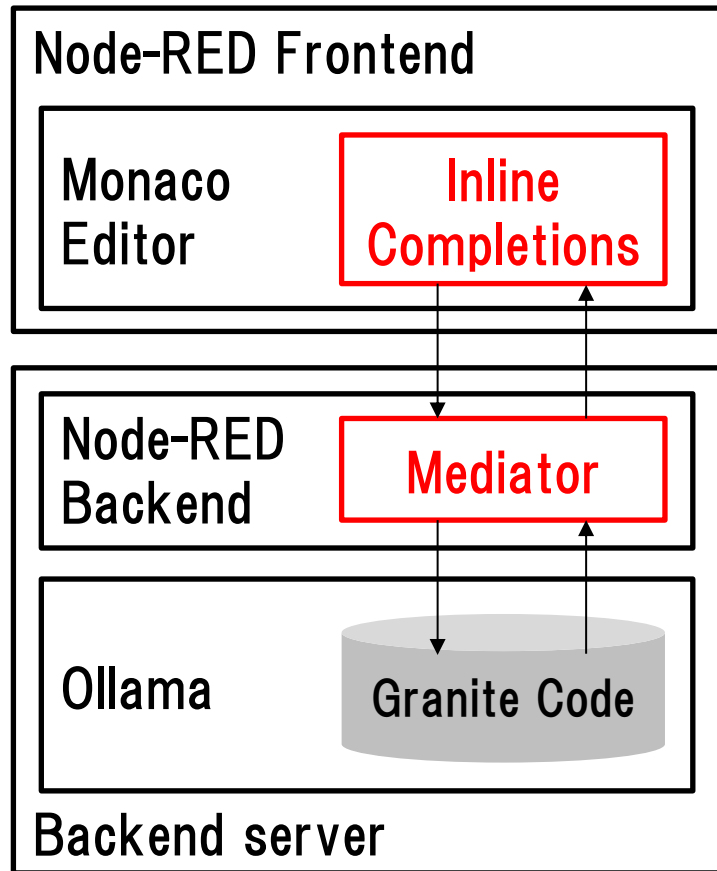 Node-RED Frontend
Monaco
Editor
Inline
Completions
Node-RED
Backend
Mediator
Ollama
Granite Code
Backend server